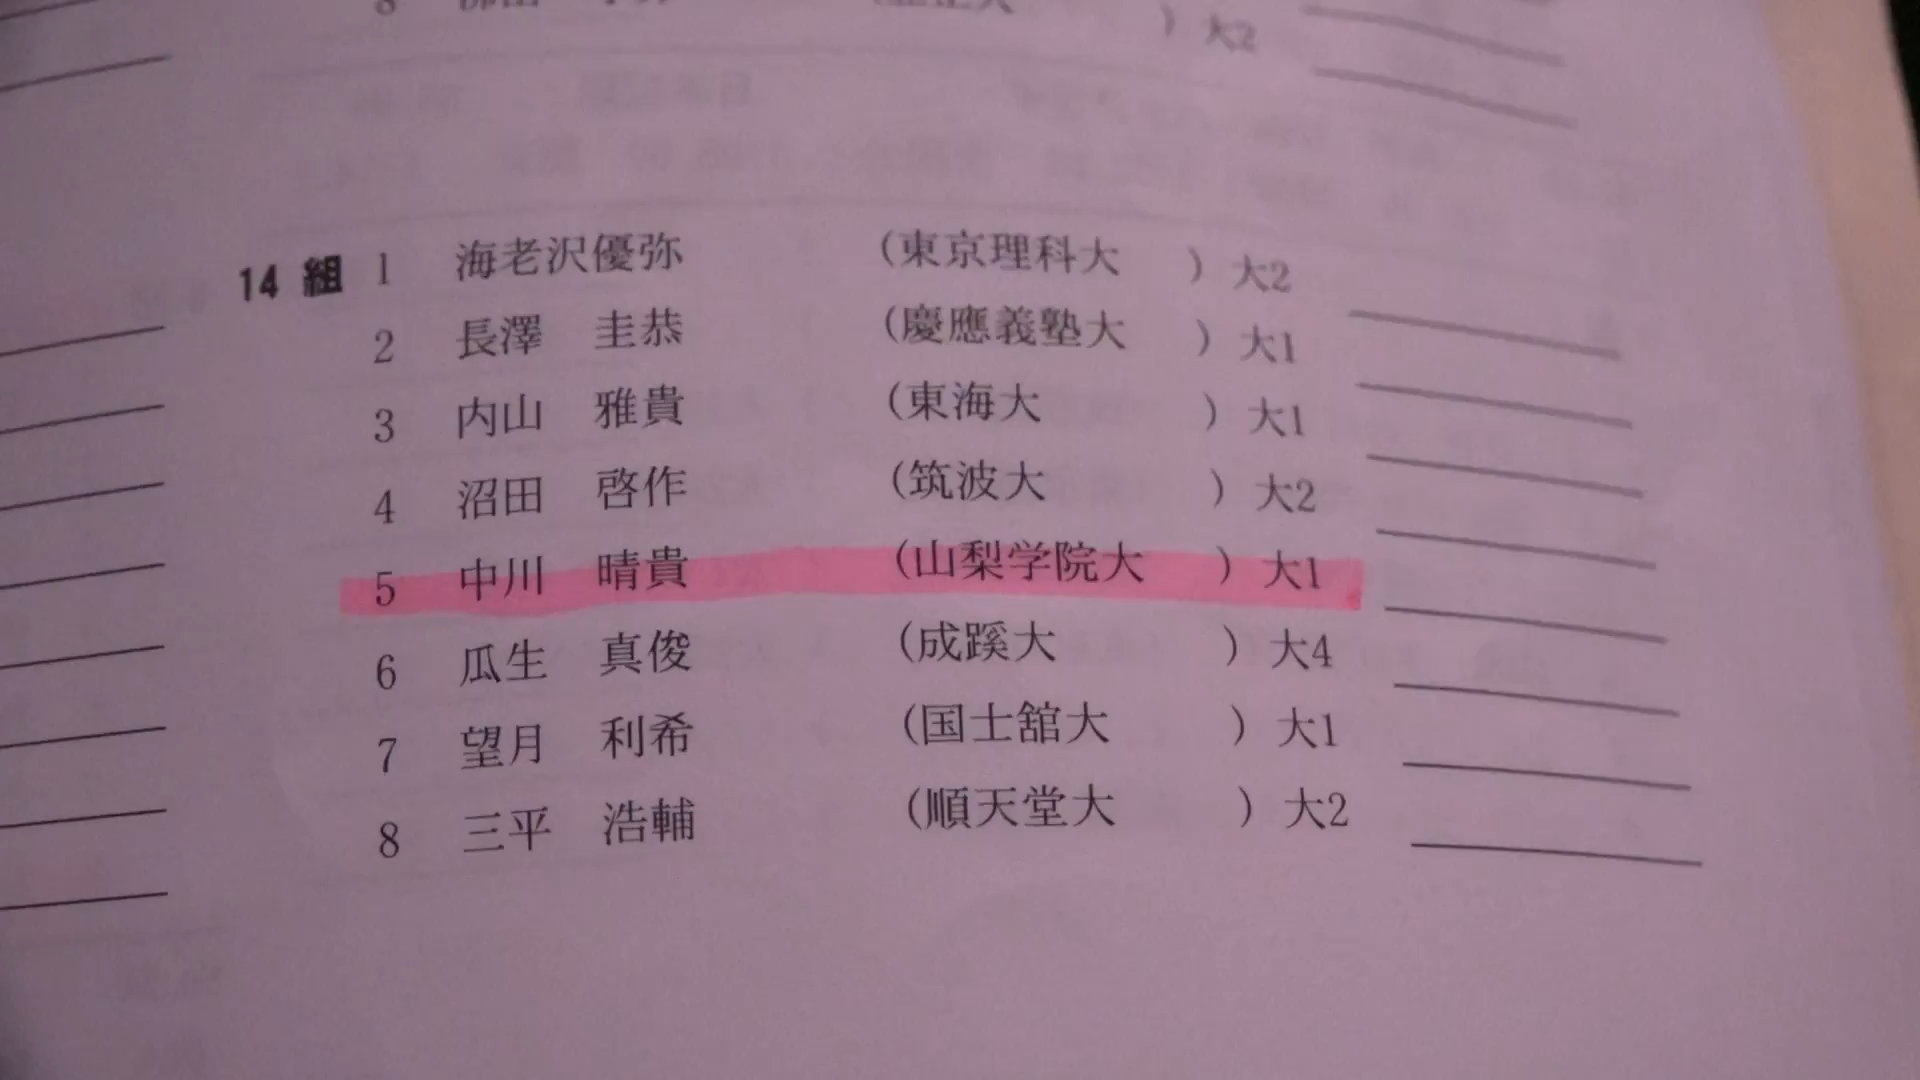 ) 大2
14 組 1 海老沢優弥 (東京理科大 ) 大2
2 長澤 圭恭 (慶應義塾大 ) 大1
3 内山 雅貴 (東海大 ) 大1
4 沼田 啓作 (筑波大 ) 大2
5 中川 晴貴 (山梨学院大 ) 大1
6 瓜生 真俊 (成蹊大 ) 大4
7 望月 利希 (国士舘大 ) 大1
8 三平 浩輔 (順天堂大 ) 大2